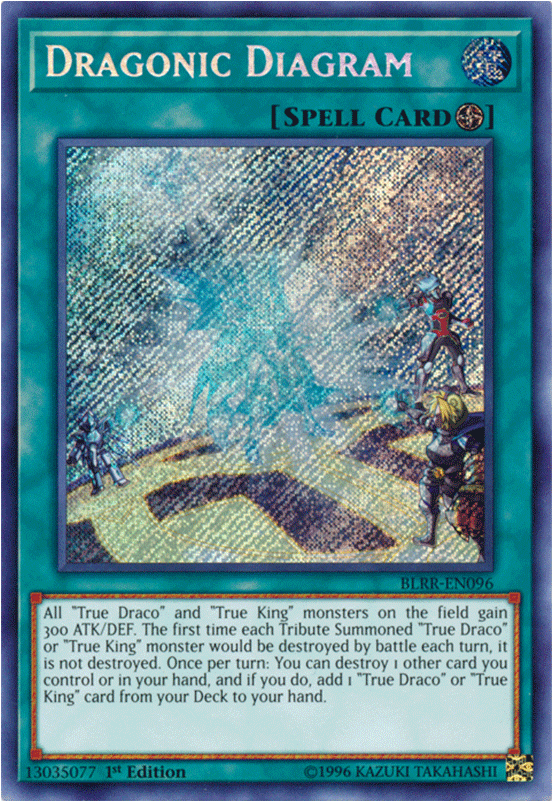 DRAGONIC DIAGRAM
[SPELL CARD]
BLRR-EN096
All "True Draco" and "True King" monsters on the field gain
300 ATK/DEF. The first time each Tribute Summoned "True Draco"
or "True King" monster would be destroyed by battle each turn, it
is not destroyed. Once per turn: You can destroy 1 other card you
control or in your hand, and if you do, add 1 "True Draco" or "True
King" card from your Deck to your hand.
13035077 1st Edition ©1996 KAZUKI TAKAHASHI